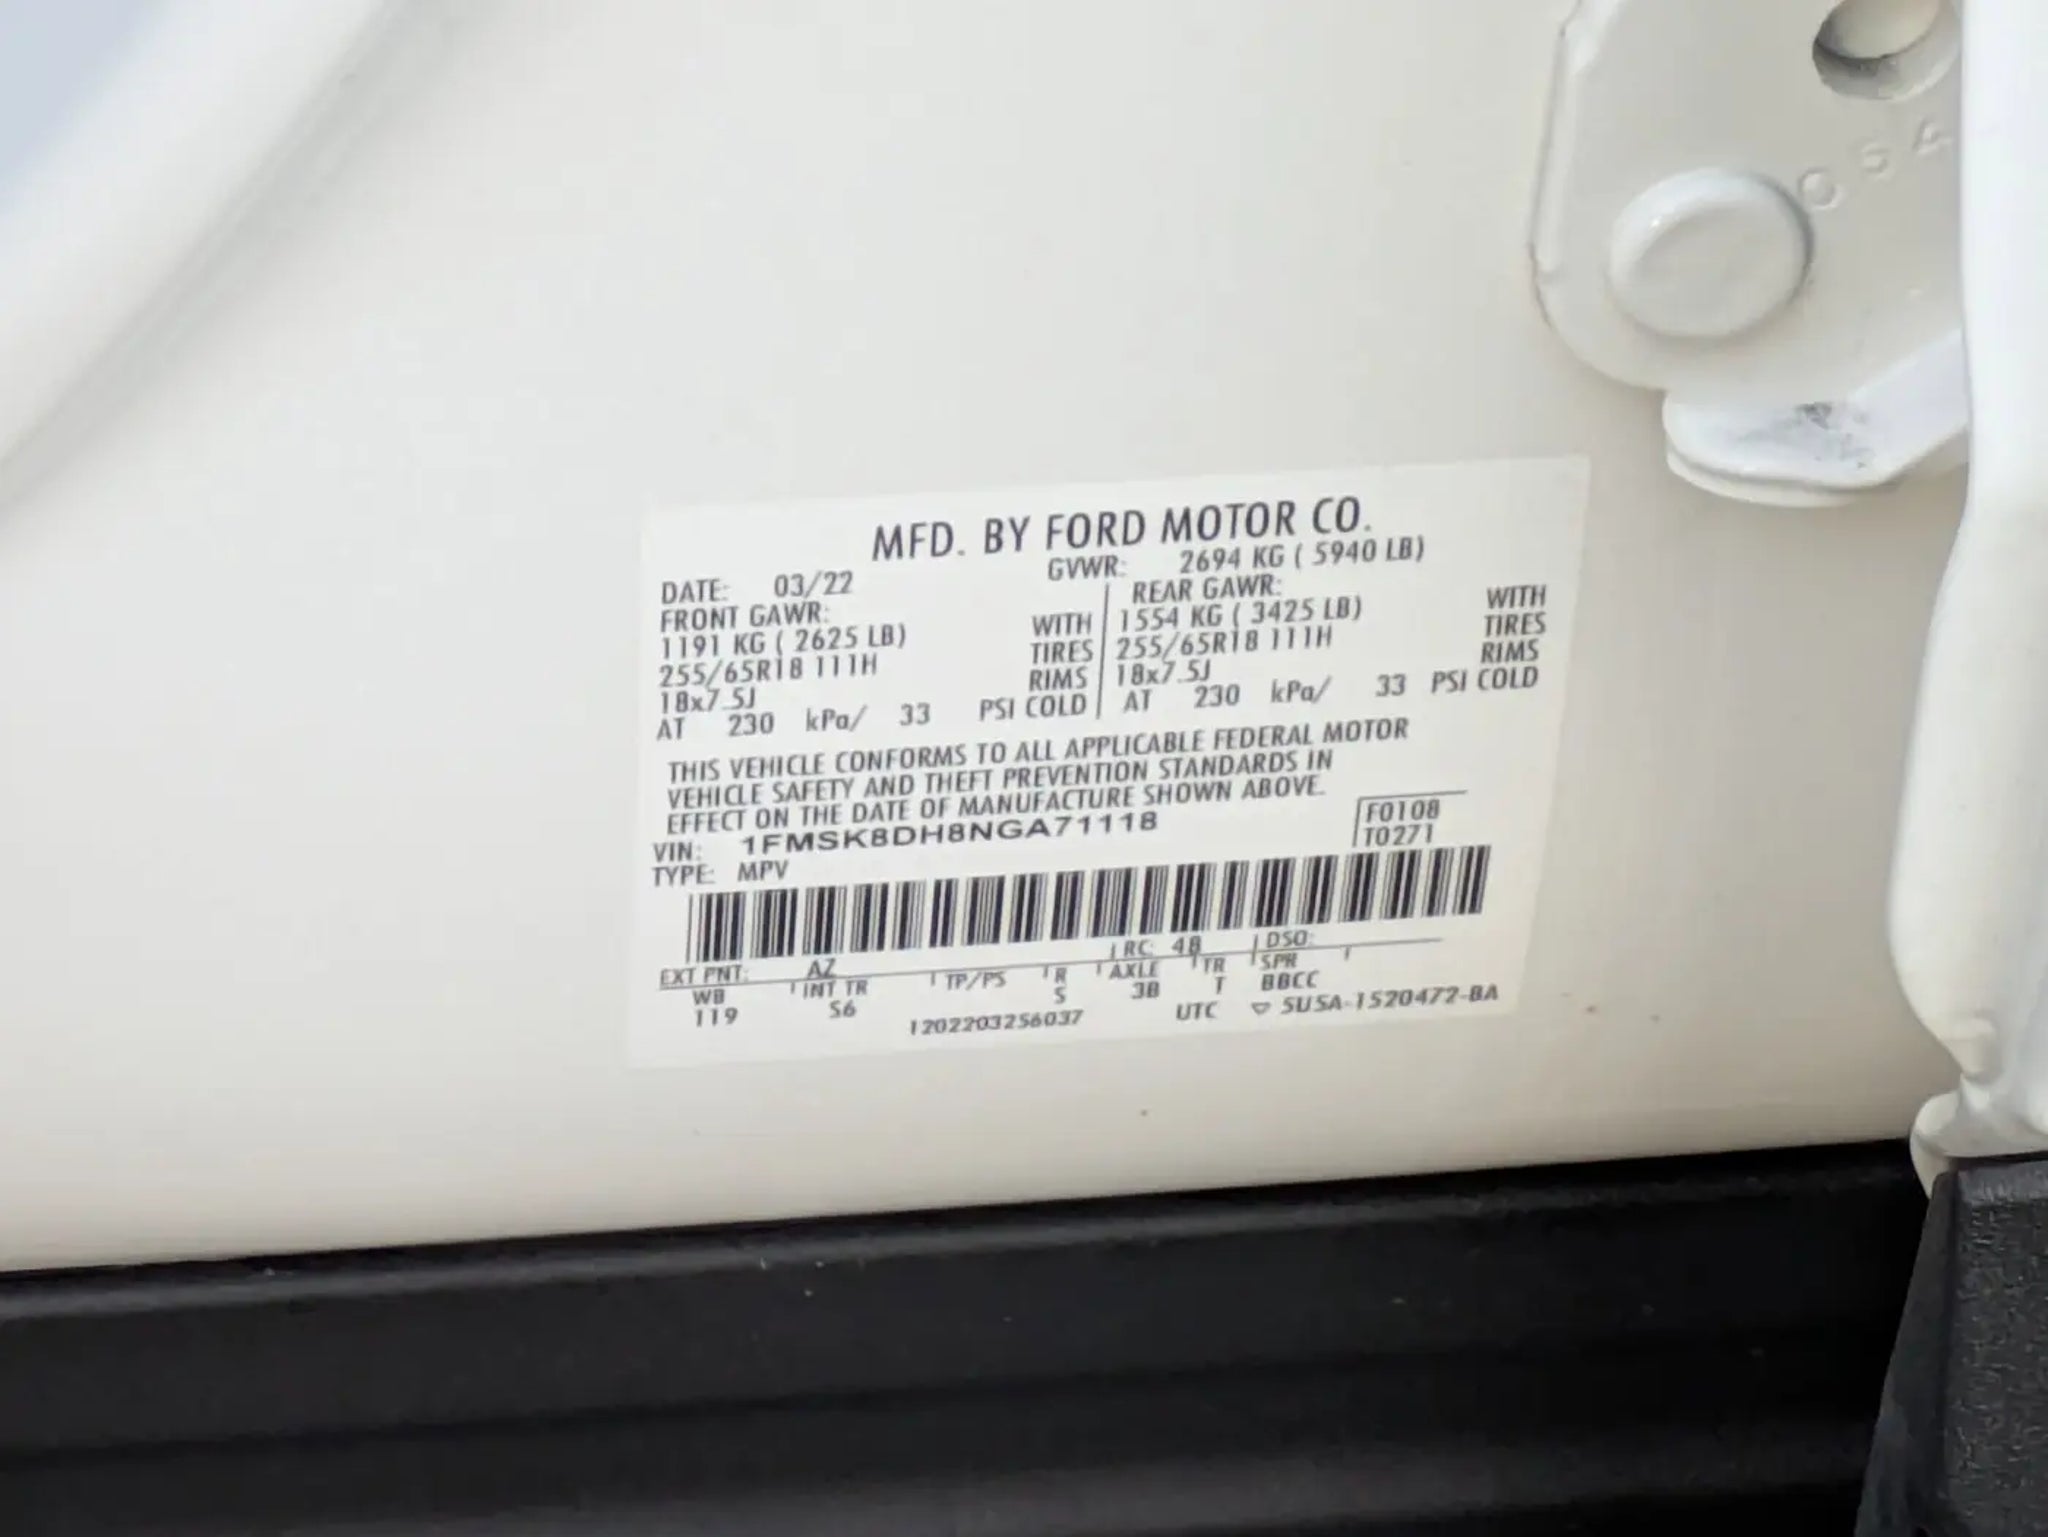 054
MFD. BY FORD MOTOR CO.
DATE: 03/22 GVWR: 2694 KG ( 5940 LB)
FRONT GAWR: REAR GAWR:
1191 KG ( 2625 LB) WITH 1554 KG ( 3425 LB) WITH
255/65R18 111H TIRES 255/65R18 111H TIRES
18x7.5J RIMS 18x7.5J RIMS
AT 230 kPa/ 33 PSI COLD AT 230 kPa/ 33 PSI COLD
THIS VEHICLE CONFORMS TO ALL APPLICABLE FEDERAL MOTOR
VEHICLE SAFETY AND THEFT PREVENTION STANDARDS IN
EFFECT ON THE DATE OF MANUFACTURE SHOWN ABOVE.
VIN: 1FMSK8DH8NGA71118 F0108
TYPE: MPV T0271
EXT PNT: AZ RC: 48 DSO:
WB INT TR TP/PS R AXLE TR SPR
119 S6 S 3B T BBCC
1202203256037 UTC ▽ SUSA-1520472-BA